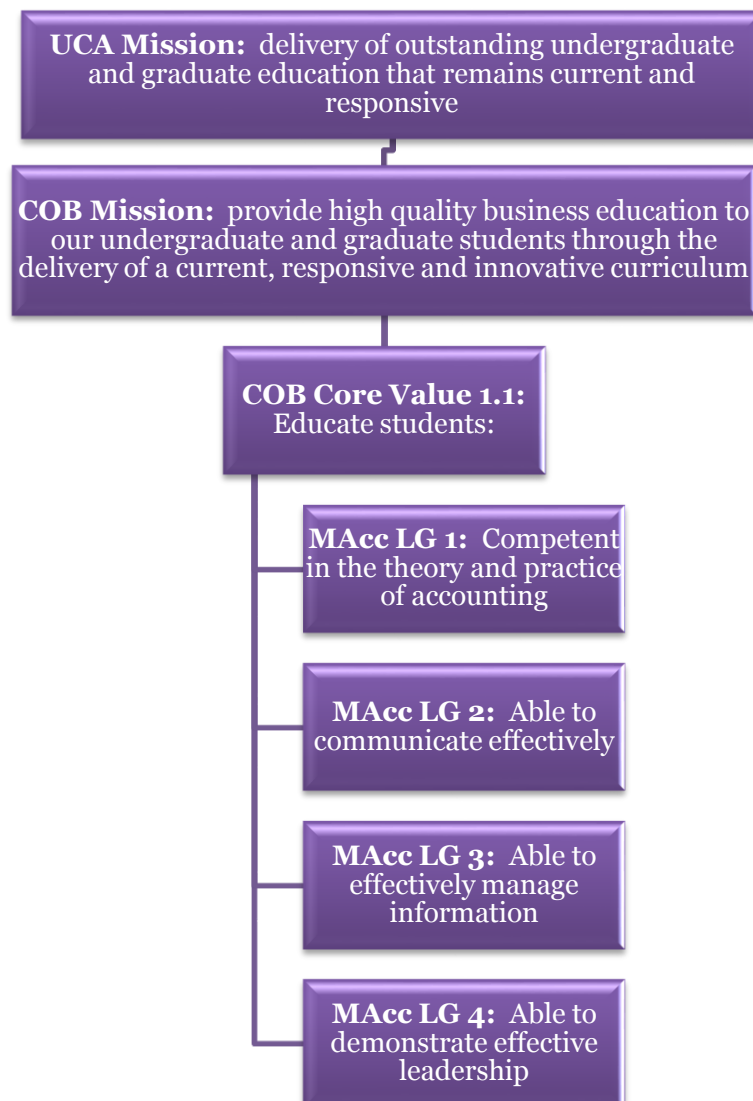 UCA Mission: delivery of outstanding undergraduate
and graduate education that remains current and
responsive
COB Mission: provide high quality business education to
our undergraduate and graduate students through the
delivery of a current, responsive and innovative curriculum
COB Core Value 1.1:
Educate students:
MAcc LG 1: Competent
in the theory and practice
of accounting
MAcc LG 2: Able to
communicate effectively
MAcc LG 3: Able to
effectively manage
information
MAcc LG 4: Able to
demonstrate effective
leadership